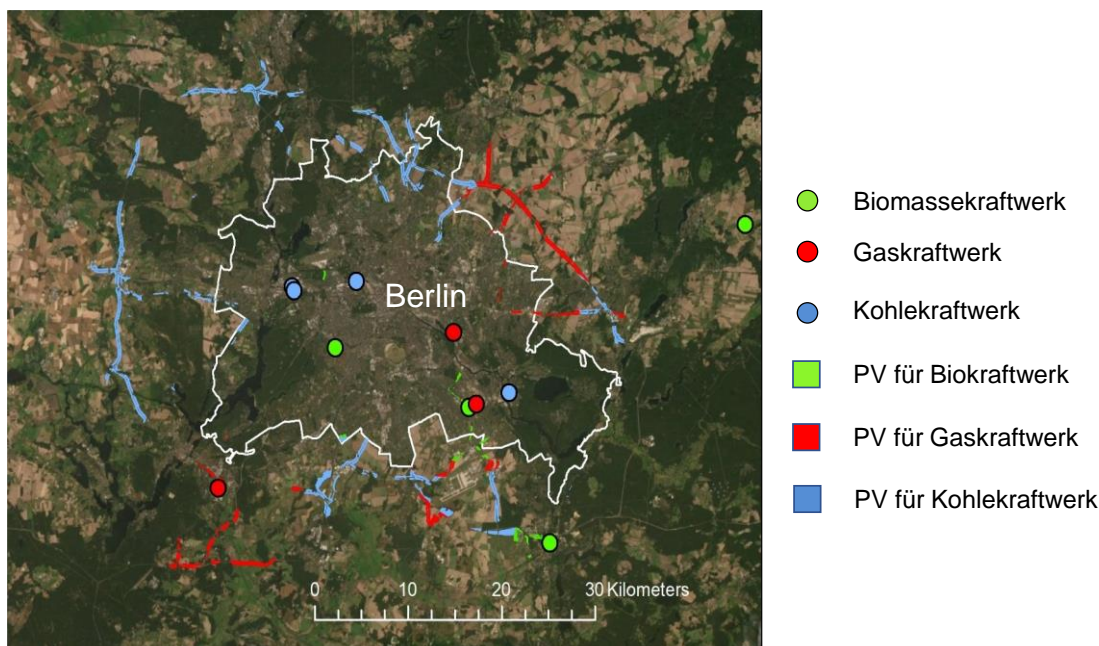 Berlin
0 10 20 30 Kilometers
Biomassekraftwerk
Gaskraftwerk
Kohlekraftwerk
PV für Biokraftwerk
PV für Gaskraftwerk
PV für Kohlekraftwerk